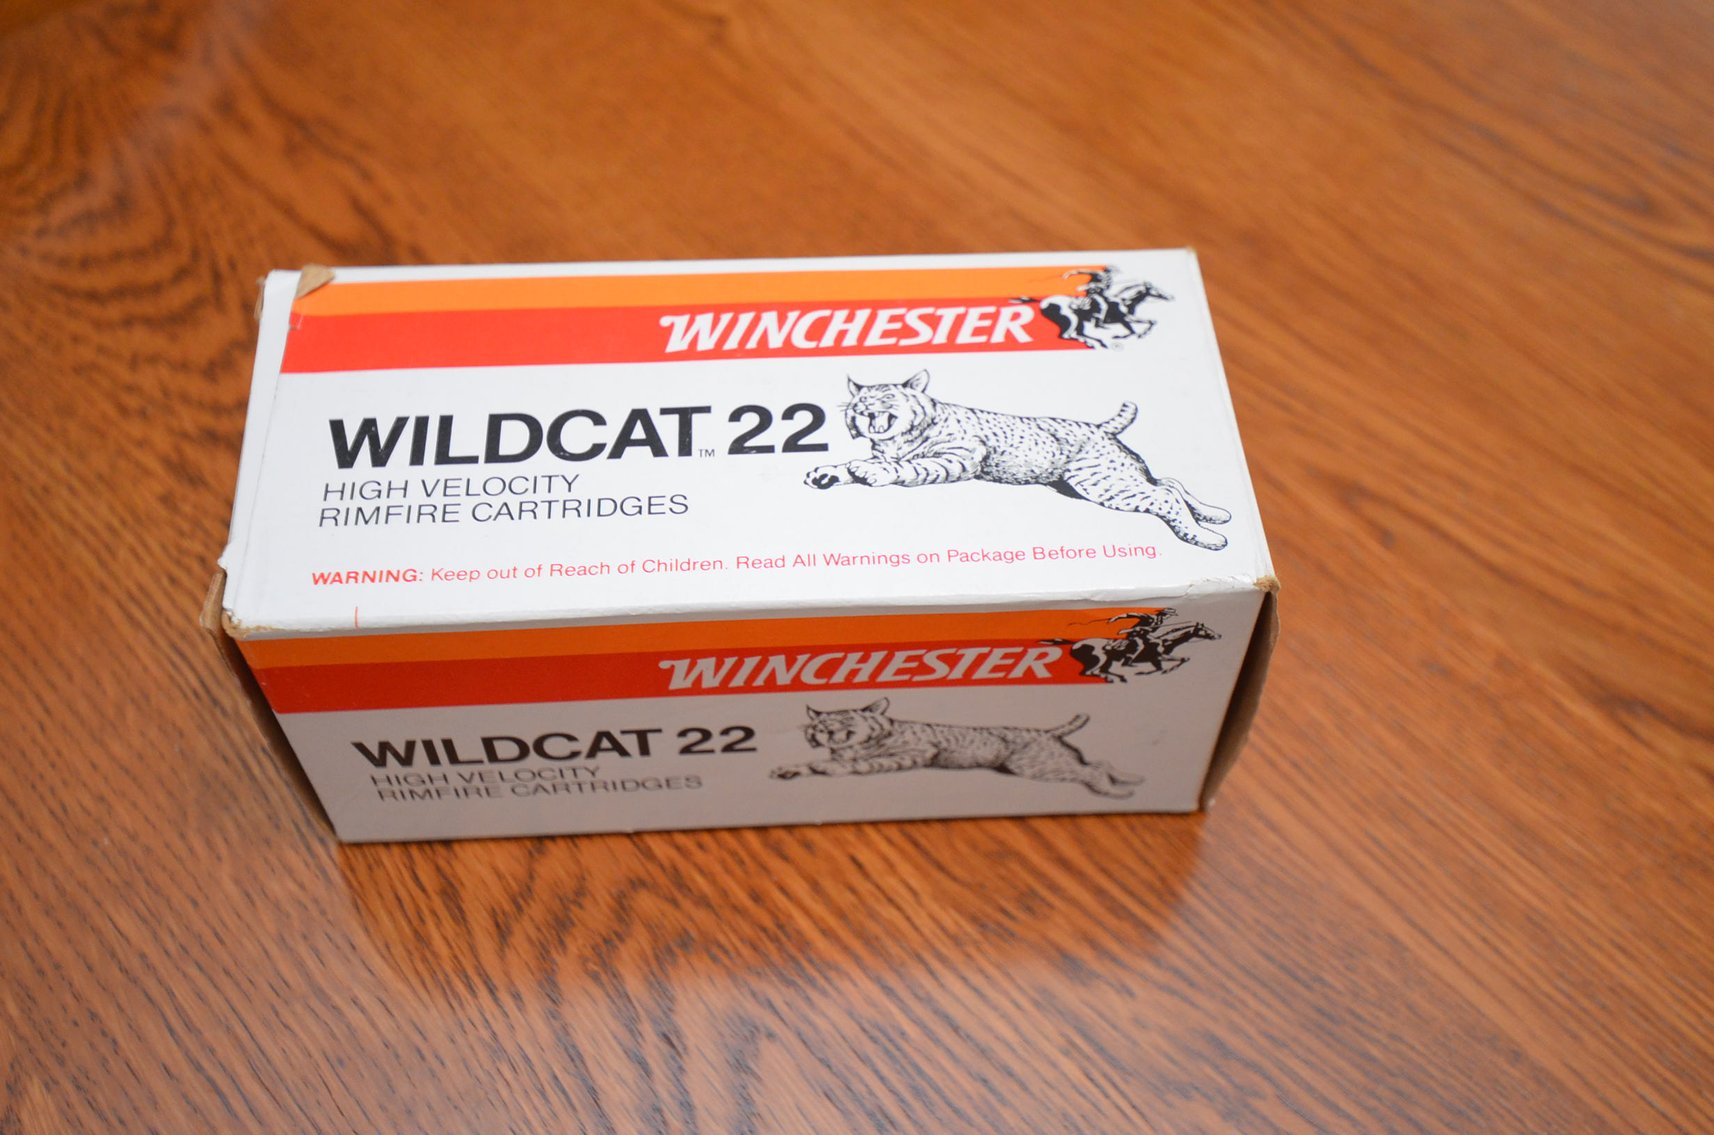 WINCHESTER
®
WILDCAT™ 22
HIGH VELOCITY
RIMFIRE CARTRIDGES
WARNING: Keep out of Reach of Children. Read All Warnings on Package Before Using.
WINCHESTER
WILDCAT 22
HIGH VELOCITY
RIMFIRE CARTRIDGES